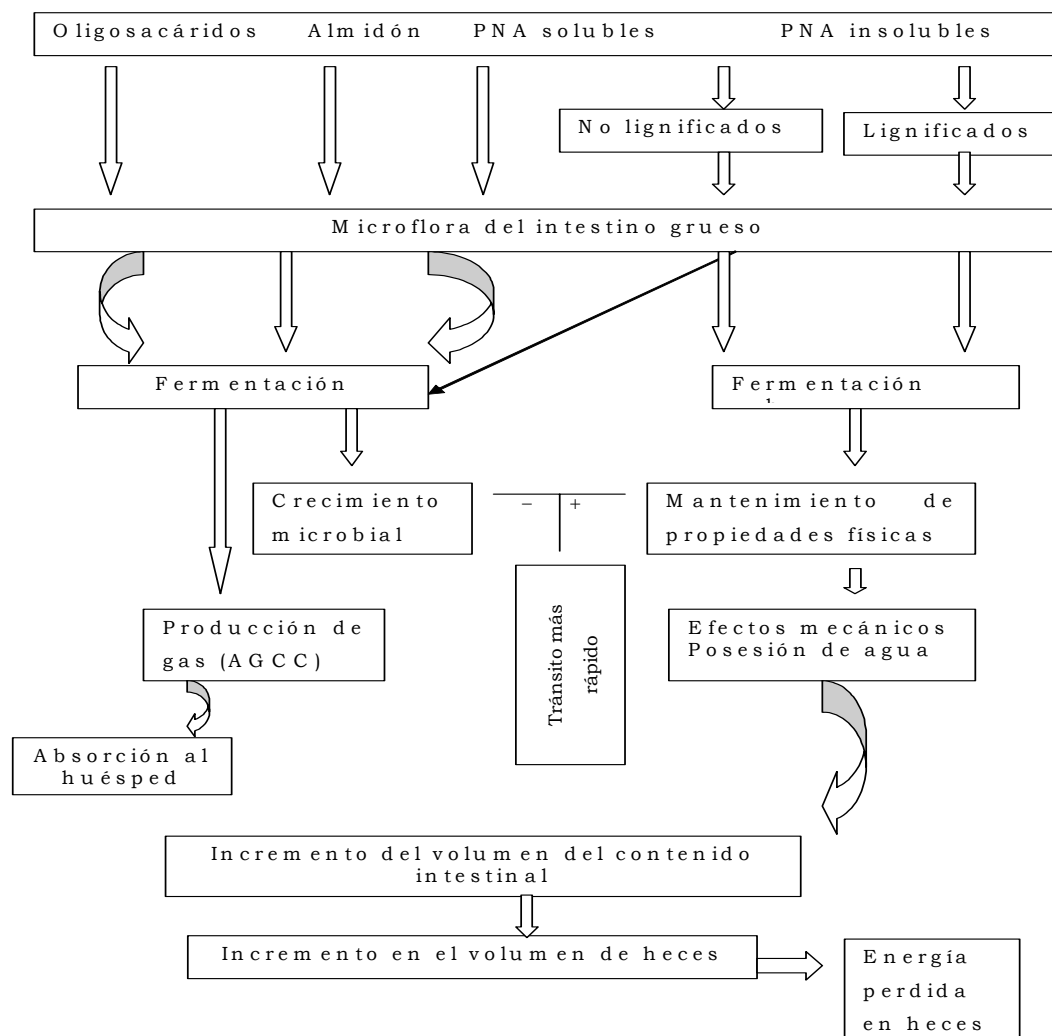 Oligosacáridos Almidón PNA solubles PNA insolubles
No lignificados
Lignificados
Microflora del intestino grueso
Fermentación
Fermentación
Crecimiento
microbial
− +
Mantenimiento de
propiedades físicas
Tránsito más
rápido
Producción de
gas (AGCC)
Efectos mecánicos
Posesión de agua
Absorción al
huésped
Incremento del volumen del contenido
intestinal
Incremento en el volumen de heces
Energía
perdida
en heces